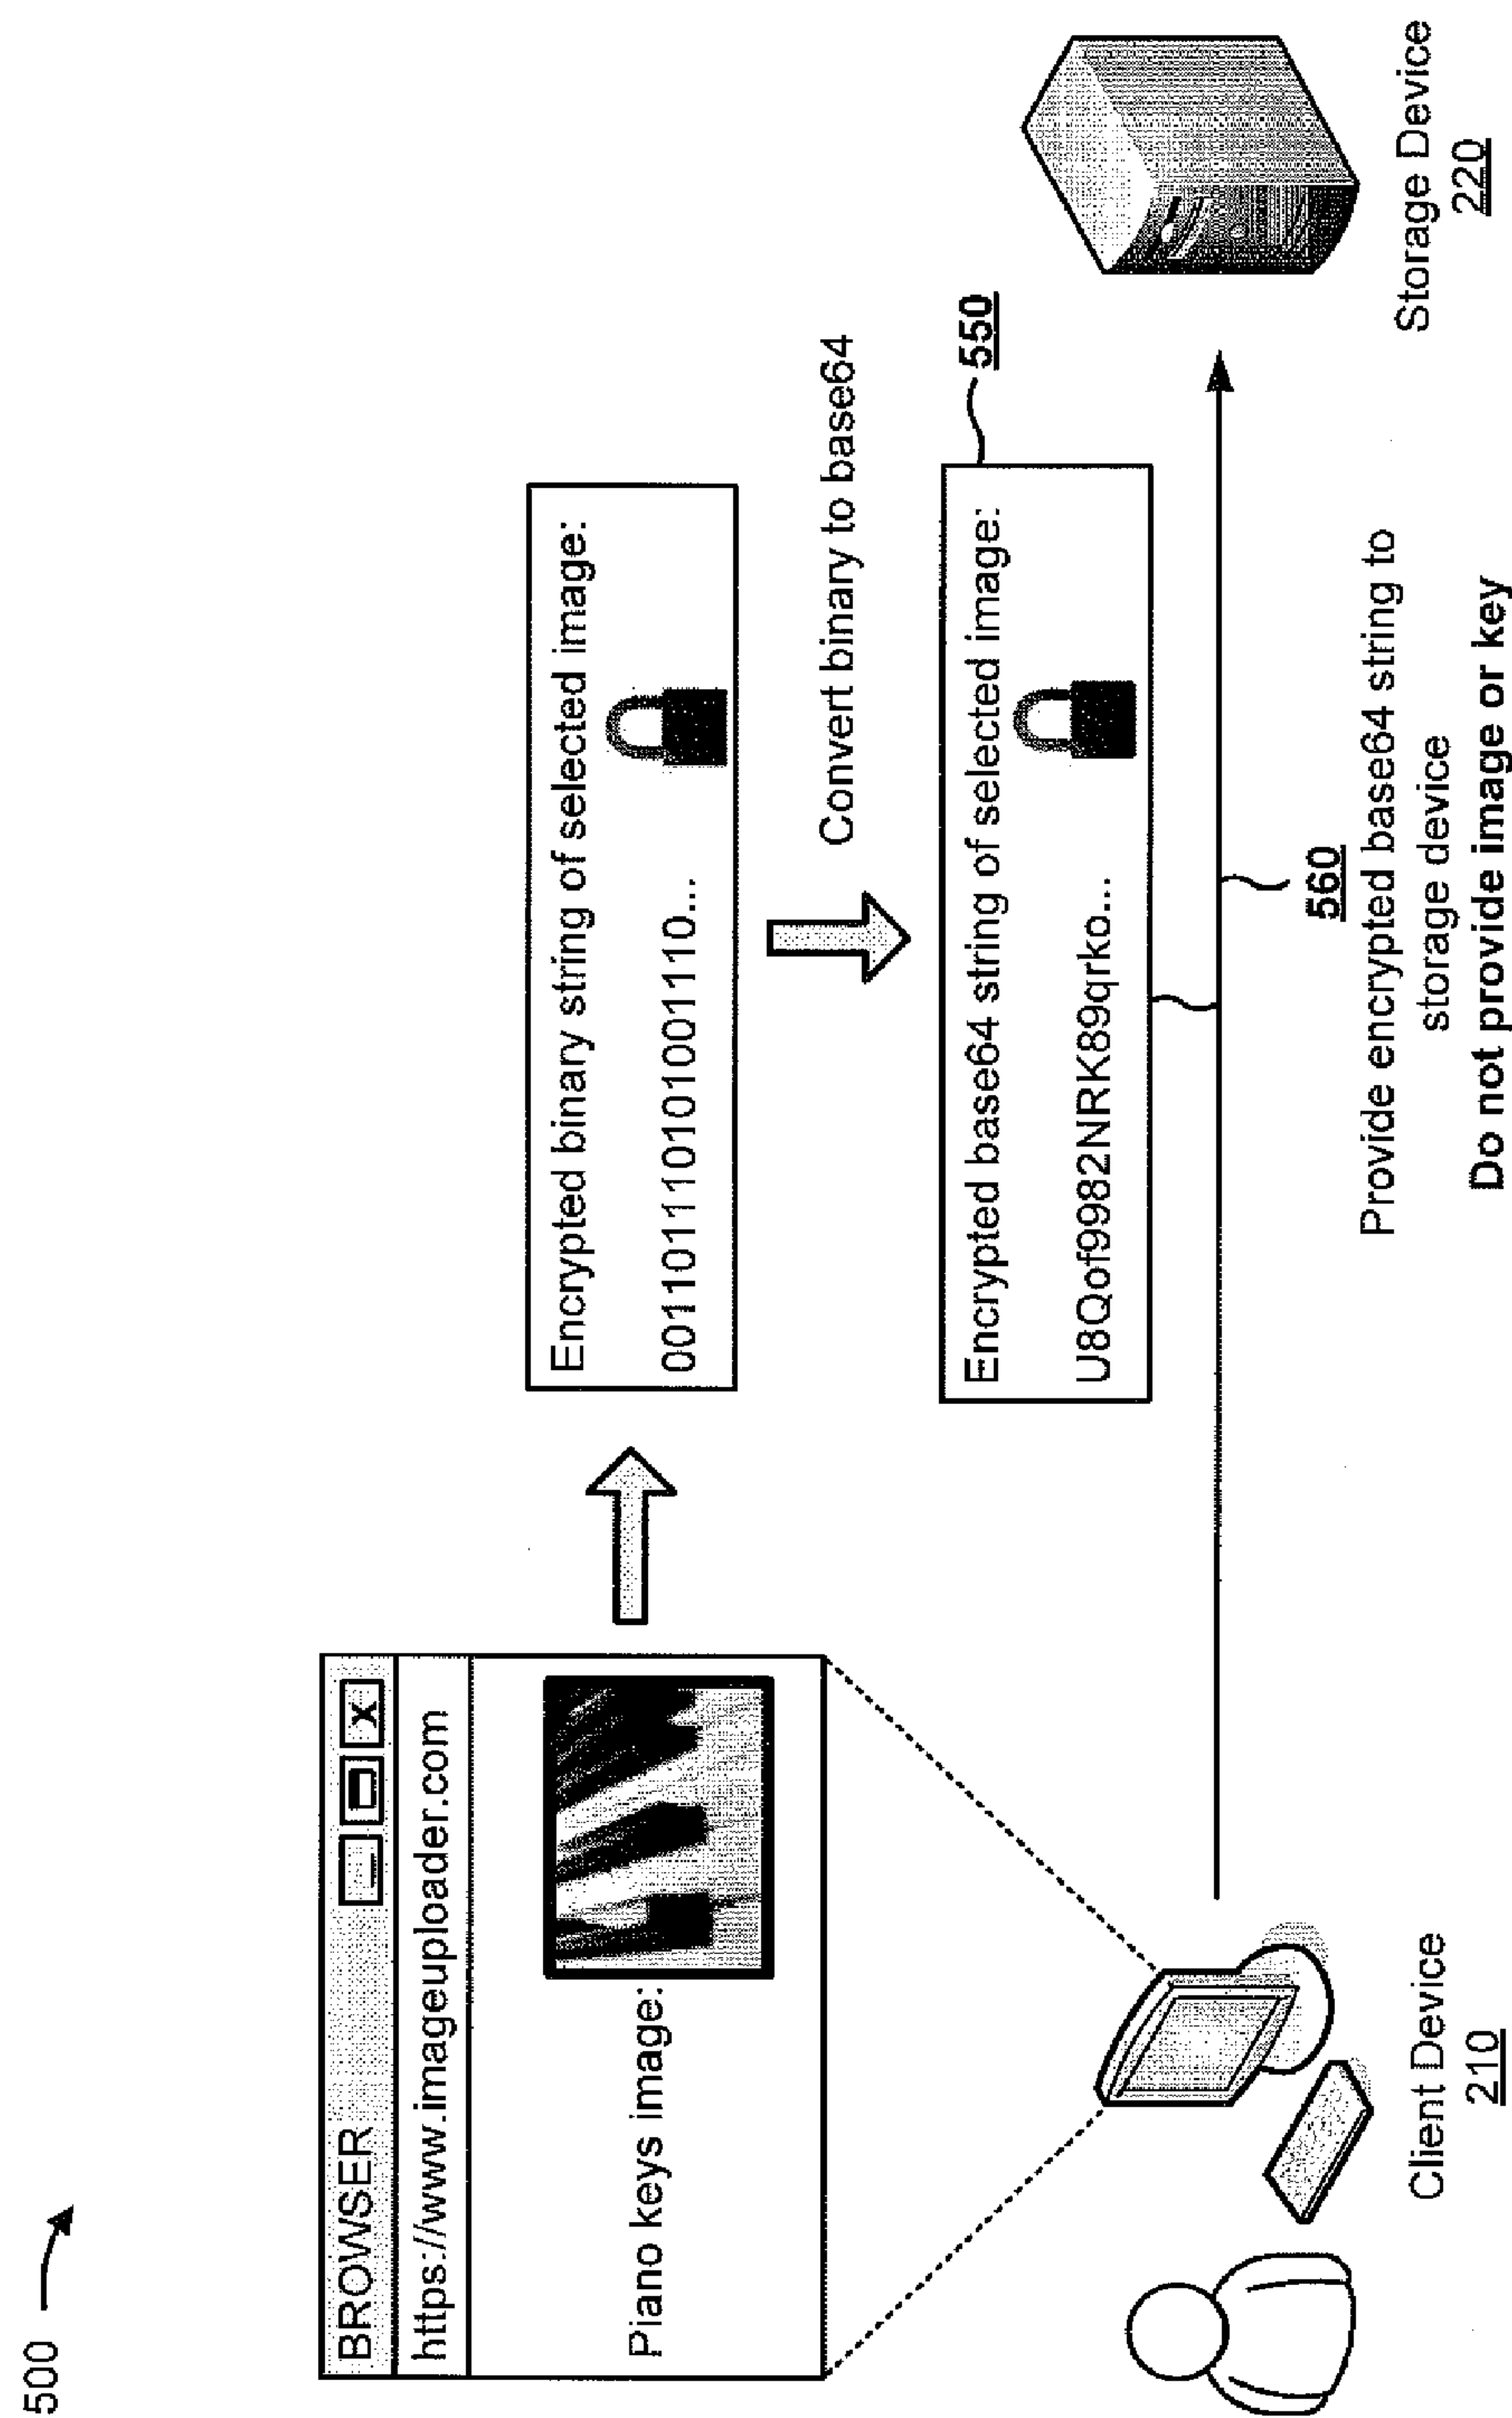 500
BROWSER
X
https://www.imageuploader.com
Piano keys image:
Encrypted binary string of selected image:
0011011101010011110...
Convert binary to base64
Encrypted base64 string of selected image:
U8Qof9982NRK89qrko...
550
560
Provide encrypted base64 string to
storage device
Do not provide image or key
Client Device
210
Storage Device
220